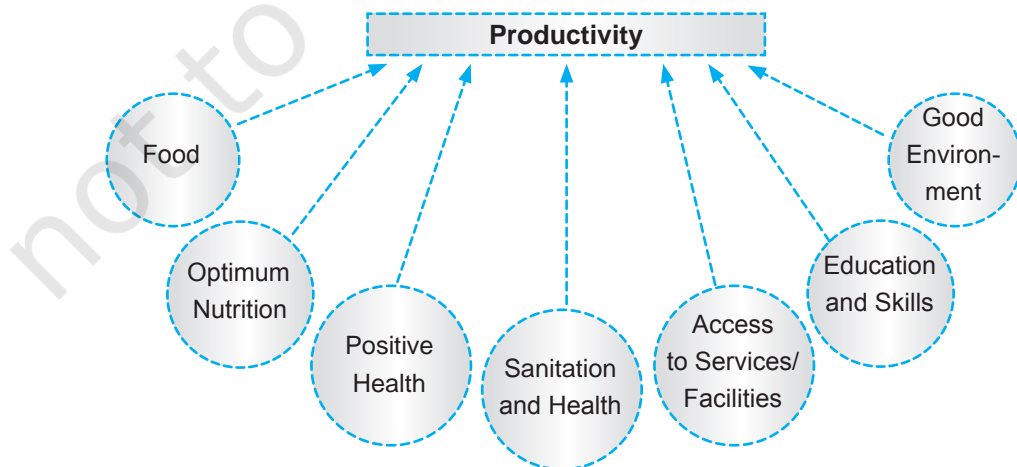 Productivity
Food
Optimum
Nutrition
Positive
Health
Sanitation
and Health
Access
to Services/
Facilities
Education
and Skills
Good
Environ-
ment
not to